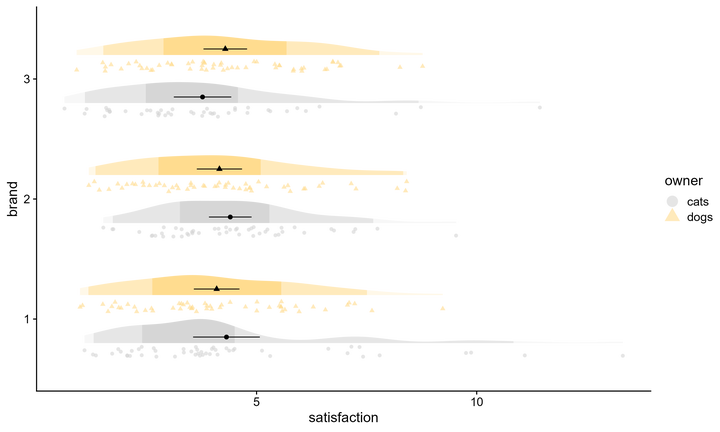 3
2
1
brand
5
10
satisfaction
owner
cats
dogs